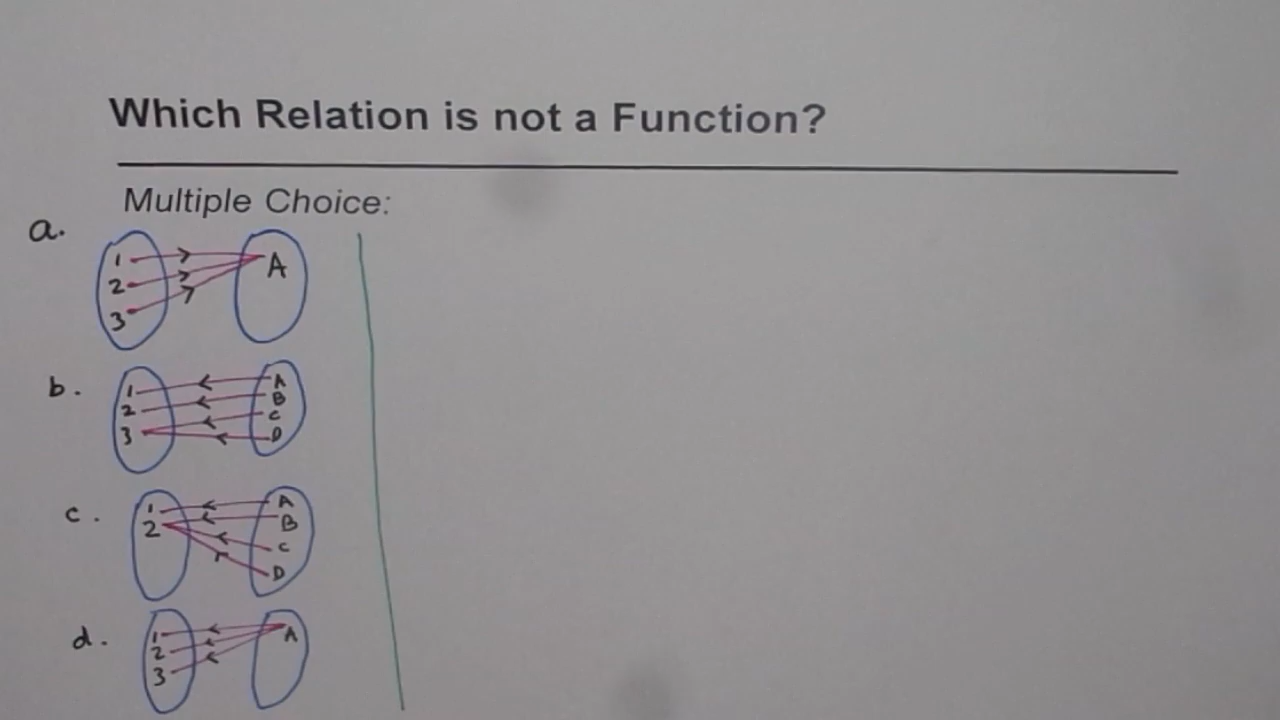 Which Relation is not a Function?
Multiple Choice:
a.
1 A
2
3
b.
1 A
2 B
3 C
D
c.
1 A
2 B
C
D
d.
1 A
2
3